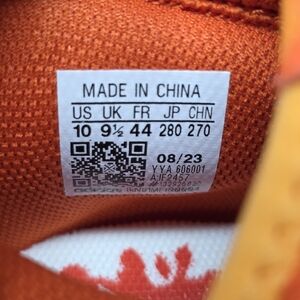 MADE IN CHINA
US UK FR JP CHN
10 9½ 44 280 270
08/23
YYA 606001